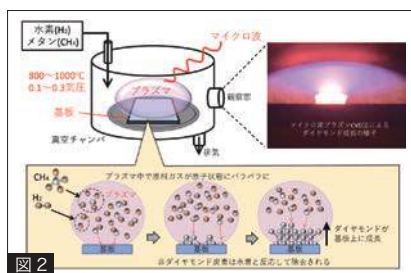 水素(H₂)
メタン(CH₄)
マイクロ波
800〜1000℃
0.1〜0.3気圧
プラズマ
基板
観察窓
真空チャンバ
排気
マイクロ波プラズマCVD法による
ダイヤモンド成長の様子
プラズマ中で原料ガスが原子状態にバラバラに
CH₄
H₂
プラズマ
基板
基板
基板
ダイヤモンドが
基板上に成長
非ダイヤモンド炭素は水素と反応して除去される
図2